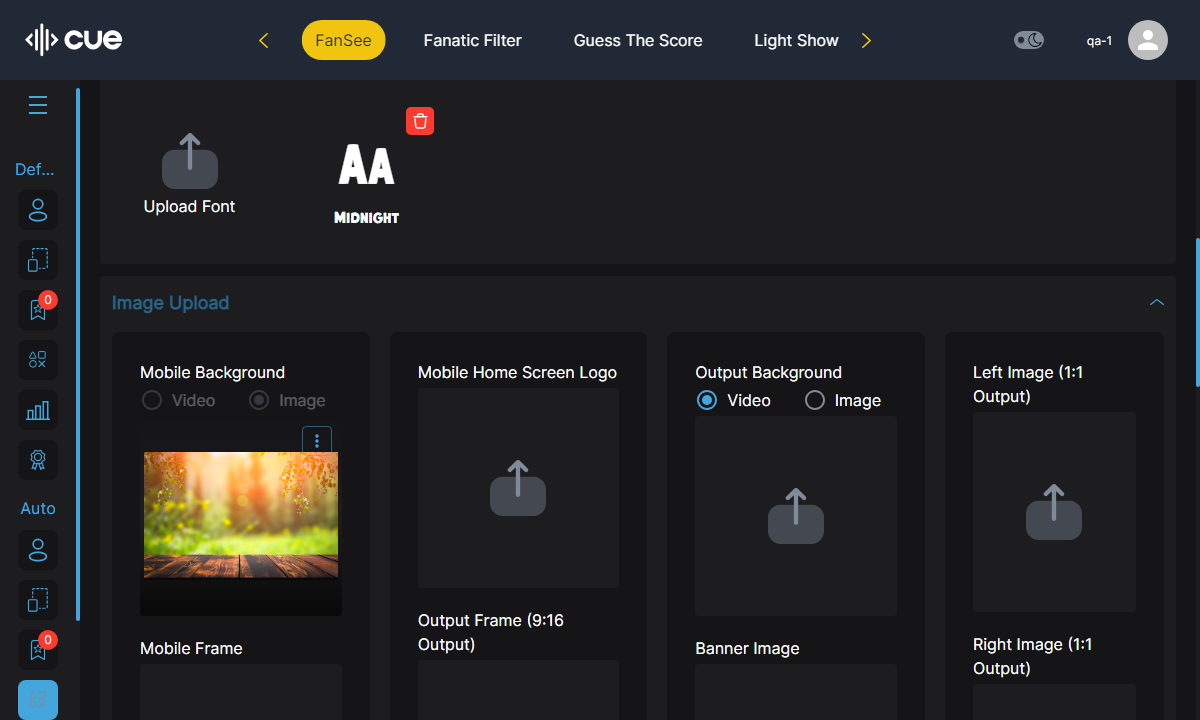 cue
FanSee
Fanatic Filter
Guess The Score
Light Show
qa-1
Def...
0
Auto
0
Upload Font
AA
MIDNIGHT
Image Upload
Mobile Background
Video
Image
Mobile Frame
Mobile Home Screen Logo
Output Frame (9:16
Output)
Output Background
Video
Image
Banner Image
Left Image (1:1
Output)
Right Image (1:1
Output)